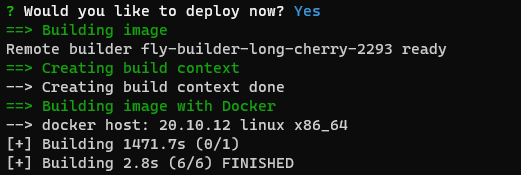 ? Would you like to deploy now? Yes
==> Building image
Remote builder fly-builder-long-cherry-2293 ready
==> Creating build context
--> Creating build context done
==> Building image with Docker
--> docker host: 20.10.12 linux x86_64
[+] Building 1471.7s (0/1)
[+] Building 2.8s (6/6) FINISHED